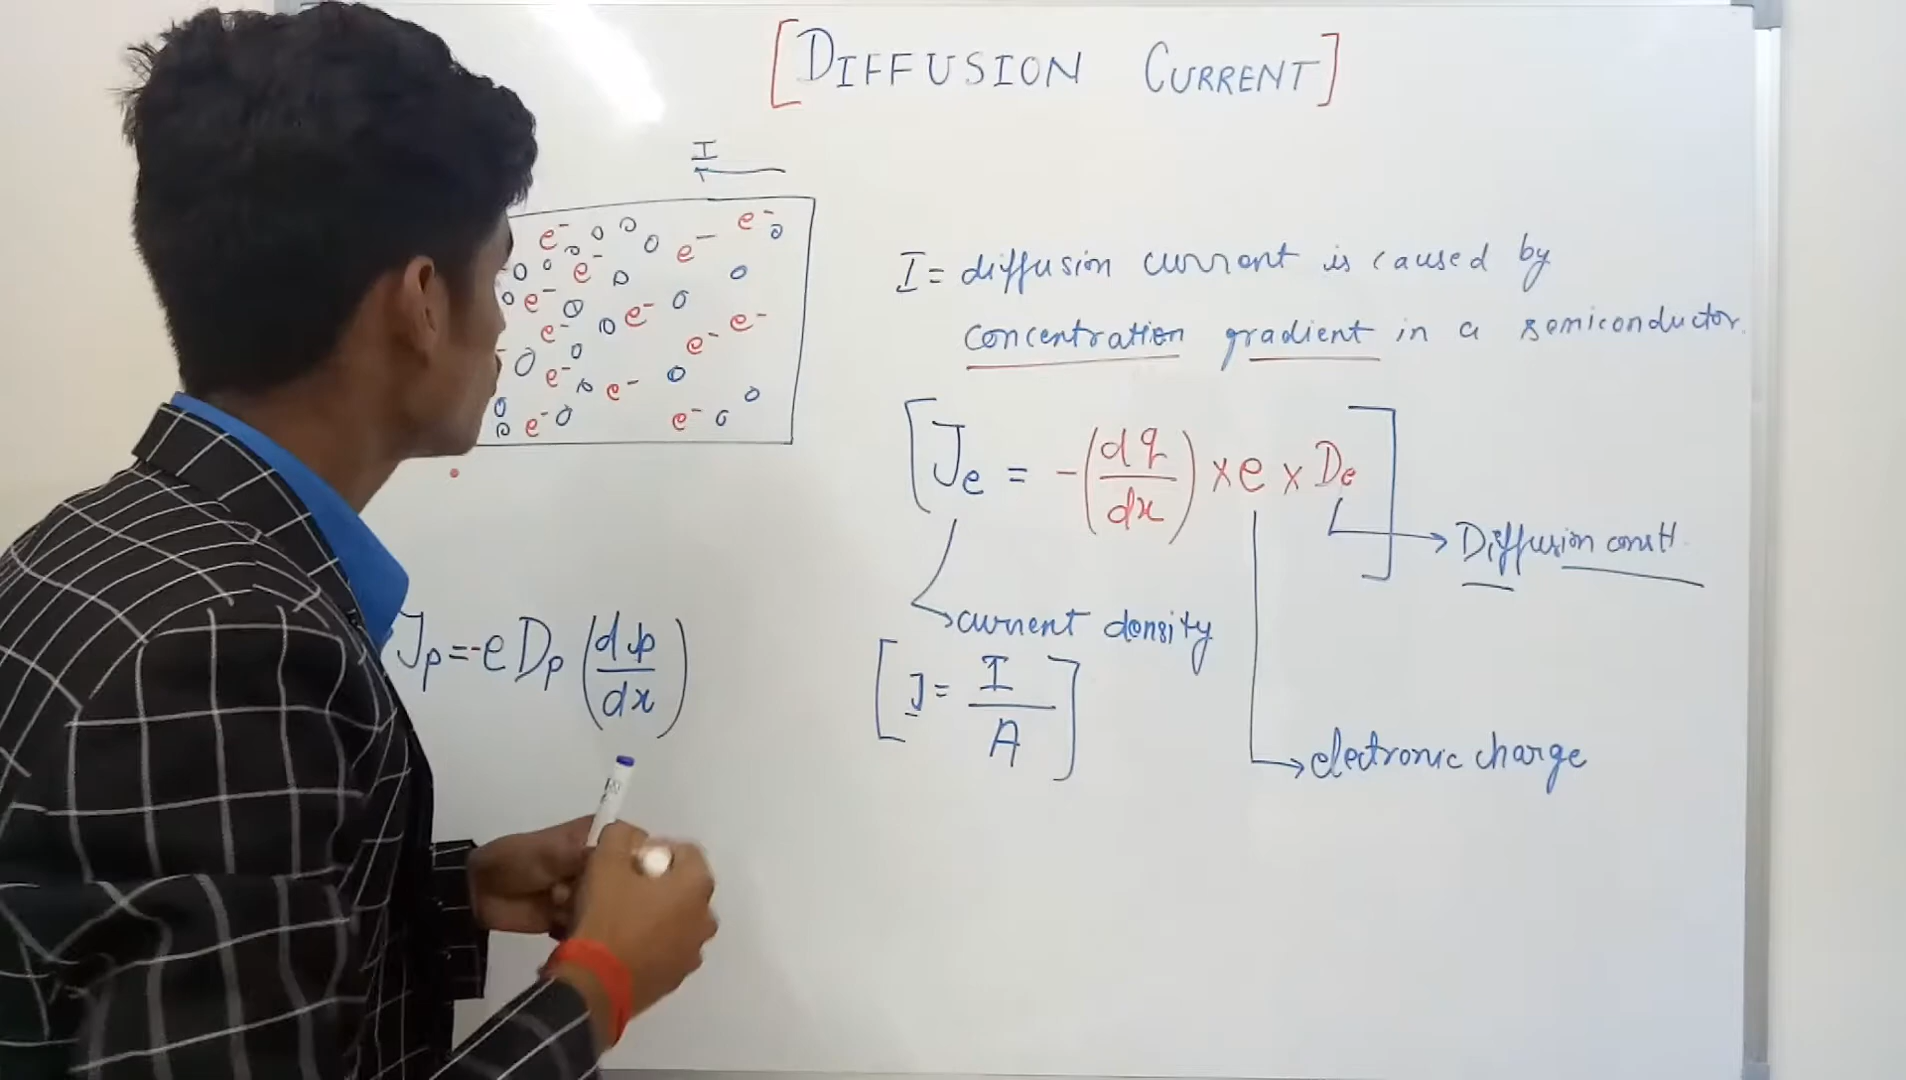 [DIFFUSION CURRENT]
I
e⁻ o o o e⁻ e⁻ o
o o e⁻ o o
o e⁻ o o e⁻ o e⁻
e⁻ o e⁻
o e⁻ o e⁻ o o
o e⁻ o e⁻ o
I = diffusion current is caused by
concentration gradient in a semiconductor.
[Je = -(dq/dx) × e × De]
Diffusion constt.
current density
[J = I/A]
electronic charge
Jp = -e Dp (dp/dx)